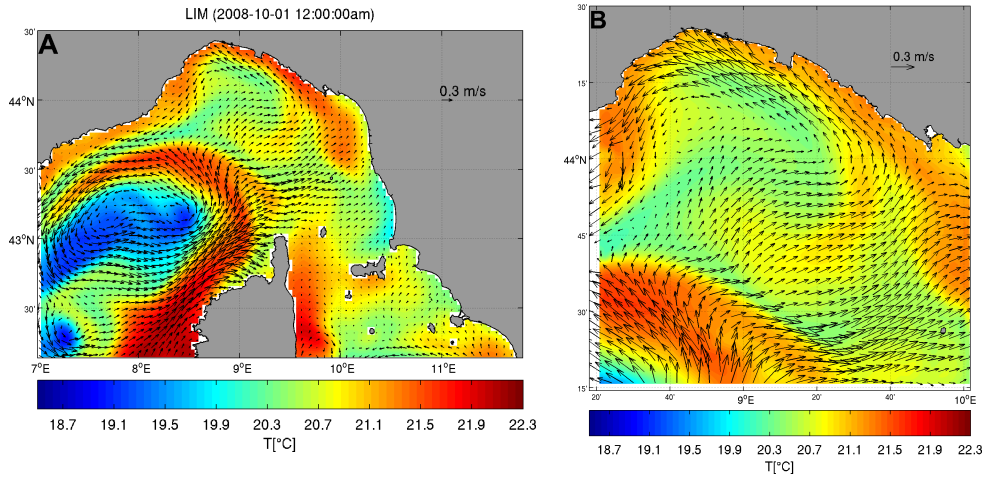 LIM (2008-10-01 12:00:00am)
A
30'
44°N
30'
43°N
30'
7°E 8°E 9°E 10°E 11°E
0.3 m/s
18.7 19.1 19.5 19.9 20.3 20.7 21.1 21.5 21.9 22.3
T[°C]
B
30'
15'
44°N
45'
30'
15'
20' 40' 9°E 20' 40' 10°E
0.3 m/s
18.7 19.1 19.5 19.9 20.3 20.7 21.1 21.5 21.9 22.3
T[°C]